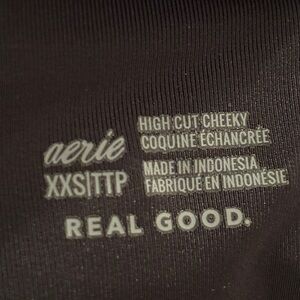 aerie
XXS|TTP
HIGH CUT CHEEKY
COQUINE ÉCHANCRÉE
MADE IN INDONESIA
FABRIQUÉ EN INDONÉSIE
REAL GOOD.